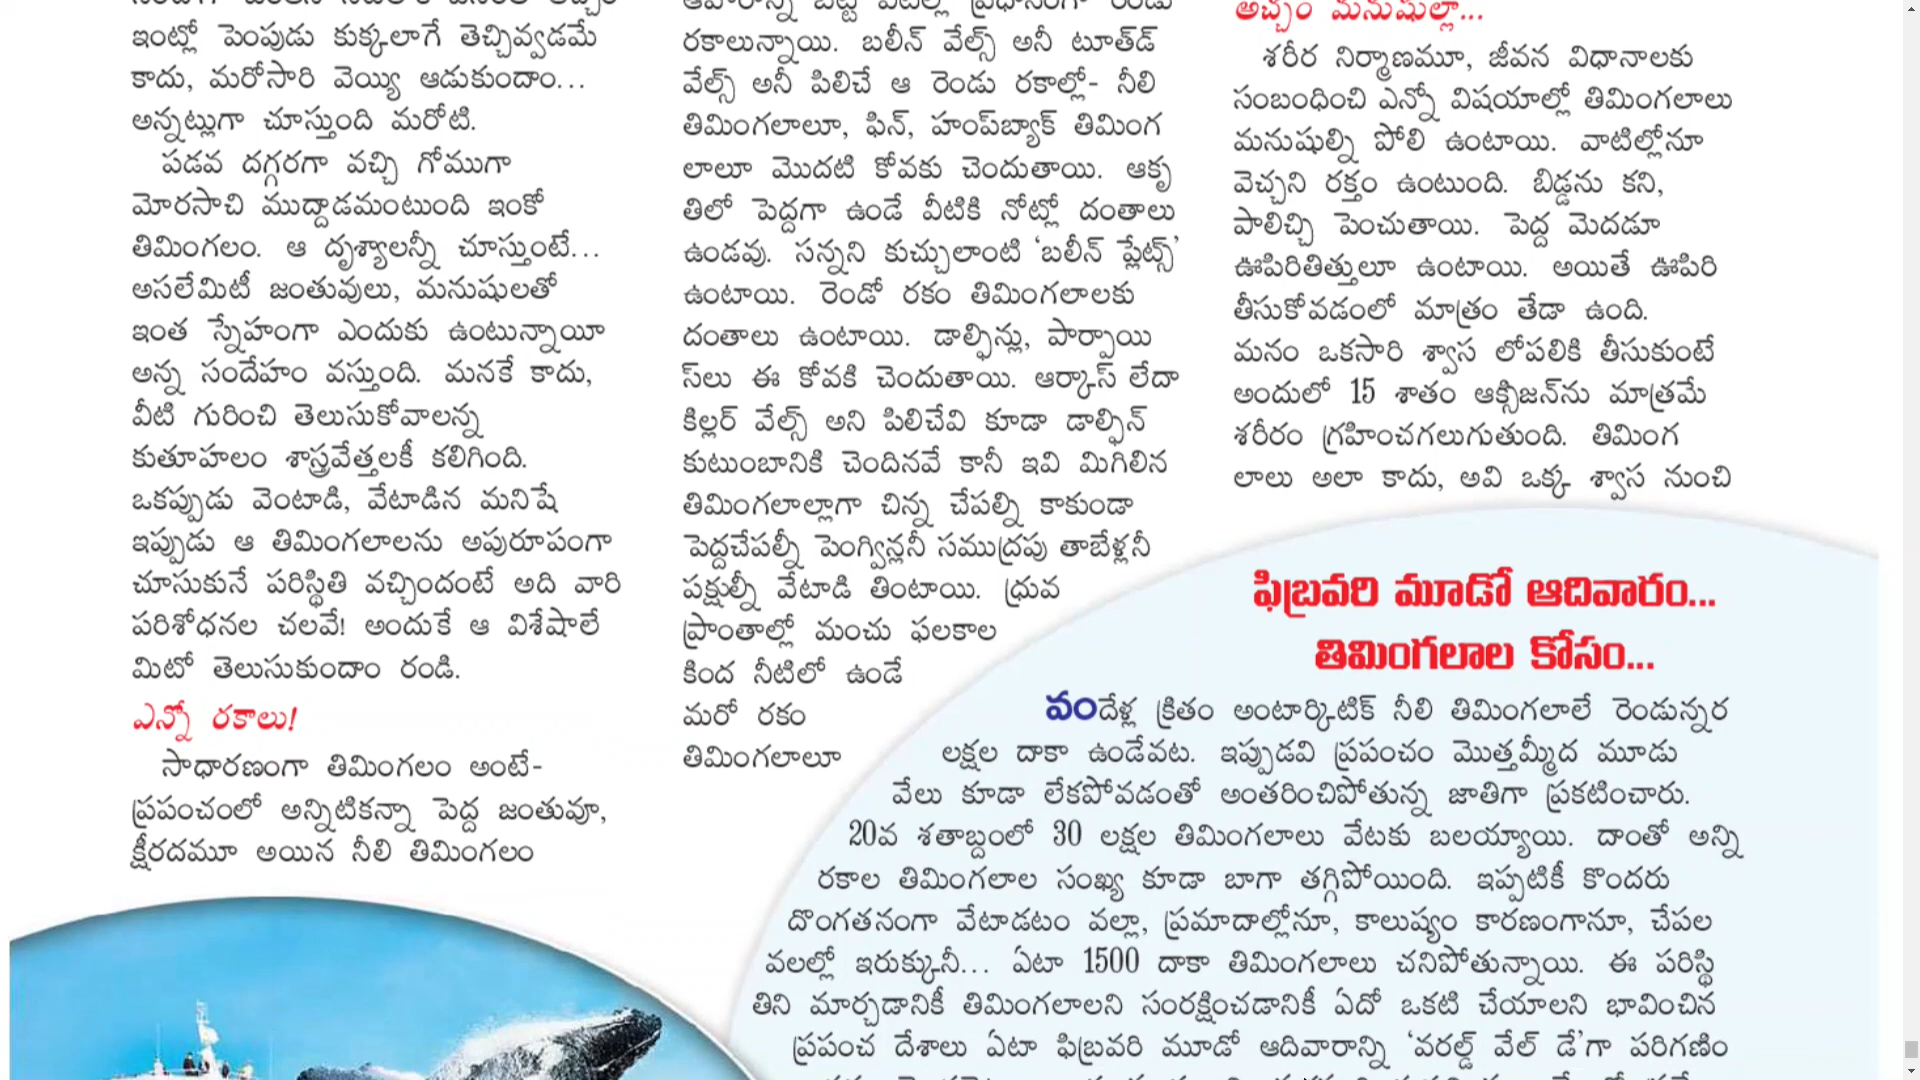 ఇంట్లో పెంపుడు కుక్కలాగే తెచ్చివ్వడమే
కాదు, మరోసారి వెయ్యి ఆడుకుందాం...
అన్నట్లుగా చూస్తుంది మరోటి.
పడవ దగ్గరగా వచ్చి గోముగా
మోరసాచి ముద్దాడమంటుంది ఇంకో
తిమింగలం. ఆ దృశ్యాలన్నీ చూస్తుంటే...
అసలేమిటీ జంతువులు, మనుషులతో
ఇంత స్నేహంగా ఎందుకు ఉంటున్నాయీ
అన్న సందేహం వస్తుంది. మనకే కాదు,
వీటి గురించి తెలుసుకోవాలన్న
కుతూహలం శాస్త్రవేత్తలకీ కలిగింది.
ఒకప్పుడు వెంటాడి, వేటాడిన మనిషే
ఇప్పుడు ఆ తిమింగలాలను అపురూపంగా
చూసుకునే పరిస్థితి వచ్చిందంటే అది వారి
పరిశోధనల చలవే! అందుకే ఆ విశేషాలే
మిటో తెలుసుకుందాం రండి.
ఎన్నో రకాలు!
సాధారణంగా తిమింగలం అంటే-
ప్రపంచంలో అన్నిటికన్నా పెద్ద జంతువూ,
క్షీరదమూ అయిన నీలి తిమింగలం
రకాలున్నాయి. బలీన్ వేల్స్ అనీ టూత్‌డ్
వేల్స్ అనీ పిలిచే ఆ రెండు రకాల్లో- నీలి
తిమింగలాలూ, ఫిన్, హంప్‌బ్యాక్ తిమింగ
లాలూ మొదటి కోవకు చెందుతాయి. ఆకృ
తిలో పెద్దగా ఉండే వీటికి నోట్లో దంతాలు
ఉండవు. సన్నని కుచ్చులాంటి ‘బలీన్ ప్లేట్స్’
ఉంటాయి. రెండో రకం తిమింగలాలకు
దంతాలు ఉంటాయి. డాల్ఫిన్లు, పార్పాయి
స్‌లు ఈ కోవకి చెందుతాయి. ఆర్కాస్ లేదా
కిల్లర్ వేల్స్ అని పిలిచేవి కూడా డాల్ఫిన్
కుటుంబానికి చెందినవే కానీ ఇవి మిగిలిన
తిమింగలాల్లాగా చిన్న చేపల్ని కాకుండా
పెద్దచేపల్నీ పెంగ్విన్లనీ సముద్రపు తాబేళ్లనీ
పక్షుల్నీ వేటాడి తింటాయి. ధ్రువ
ప్రాంతాల్లో మంచు ఫలకాల
కింద నీటిలో ఉండే
మరో రకం
తిమింగలాలూ
అచ్చం మనుషుల్లా...
శరీర నిర్మాణమూ, జీవన విధానాలకు
సంబంధించి ఎన్నో విషయాల్లో తిమింగలాలు
మనుషుల్ని పోలి ఉంటాయి. వాటిల్లోనూ
వెచ్చని రక్తం ఉంటుంది. బిడ్డను కని,
పాలిచ్చి పెంచుతాయి. పెద్ద మెదడూ
ఊపిరితిత్తులూ ఉంటాయి. అయితే ఊపిరి
తీసుకోవడంలో మాత్రం తేడా ఉంది.
మనం ఒకసారి శ్వాస లోపలికి తీసుకుంటే
అందులో 15 శాతం ఆక్సిజన్‌ను మాత్రమే
శరీరం గ్రహించగలుగుతుంది. తిమింగ
లాలు అలా కాదు, అవి ఒక్క శ్వాస నుంచి
ఫిబ్రవరి మూడో ఆదివారం...
తిమింగలాల కోసం...
వందేళ్ల క్రితం అంటార్కిటిక్ నీలి తిమింగలాలే రెండున్నర
లక్షల దాకా ఉండేవట. ఇప్పుడవి ప్రపంచం మొత్తమ్మీద మూడు
వేలు కూడా లేకపోవడంతో అంతరించిపోతున్న జాతిగా ప్రకటించారు.
20వ శతాబ్దంలో 30 లక్షల తిమింగలాలు వేటకు బలయ్యాయి. దాంతో అన్ని
రకాల తిమింగలాల సంఖ్య కూడా బాగా తగ్గిపోయింది. ఇప్పటికీ కొందరు
దొంగతనంగా వేటాడటం వల్లా, ప్రమాదాల్లోనూ, కాలుష్యం కారణంగానూ, చేపల
వలల్లో ఇరుక్కునీ... ఏటా 1500 దాకా తిమింగలాలు చనిపోతున్నాయి. ఈ పరిస్థి
తిని మార్చడానికీ తిమింగలాలని సంరక్షించడానికీ ఏదో ఒకటి చేయాలని భావించిన
ప్రపంచ దేశాలు ఏటా ఫిబ్రవరి మూడో ఆదివారాన్ని ‘వరల్డ్ వేల్ డే’గా పరిగణిం